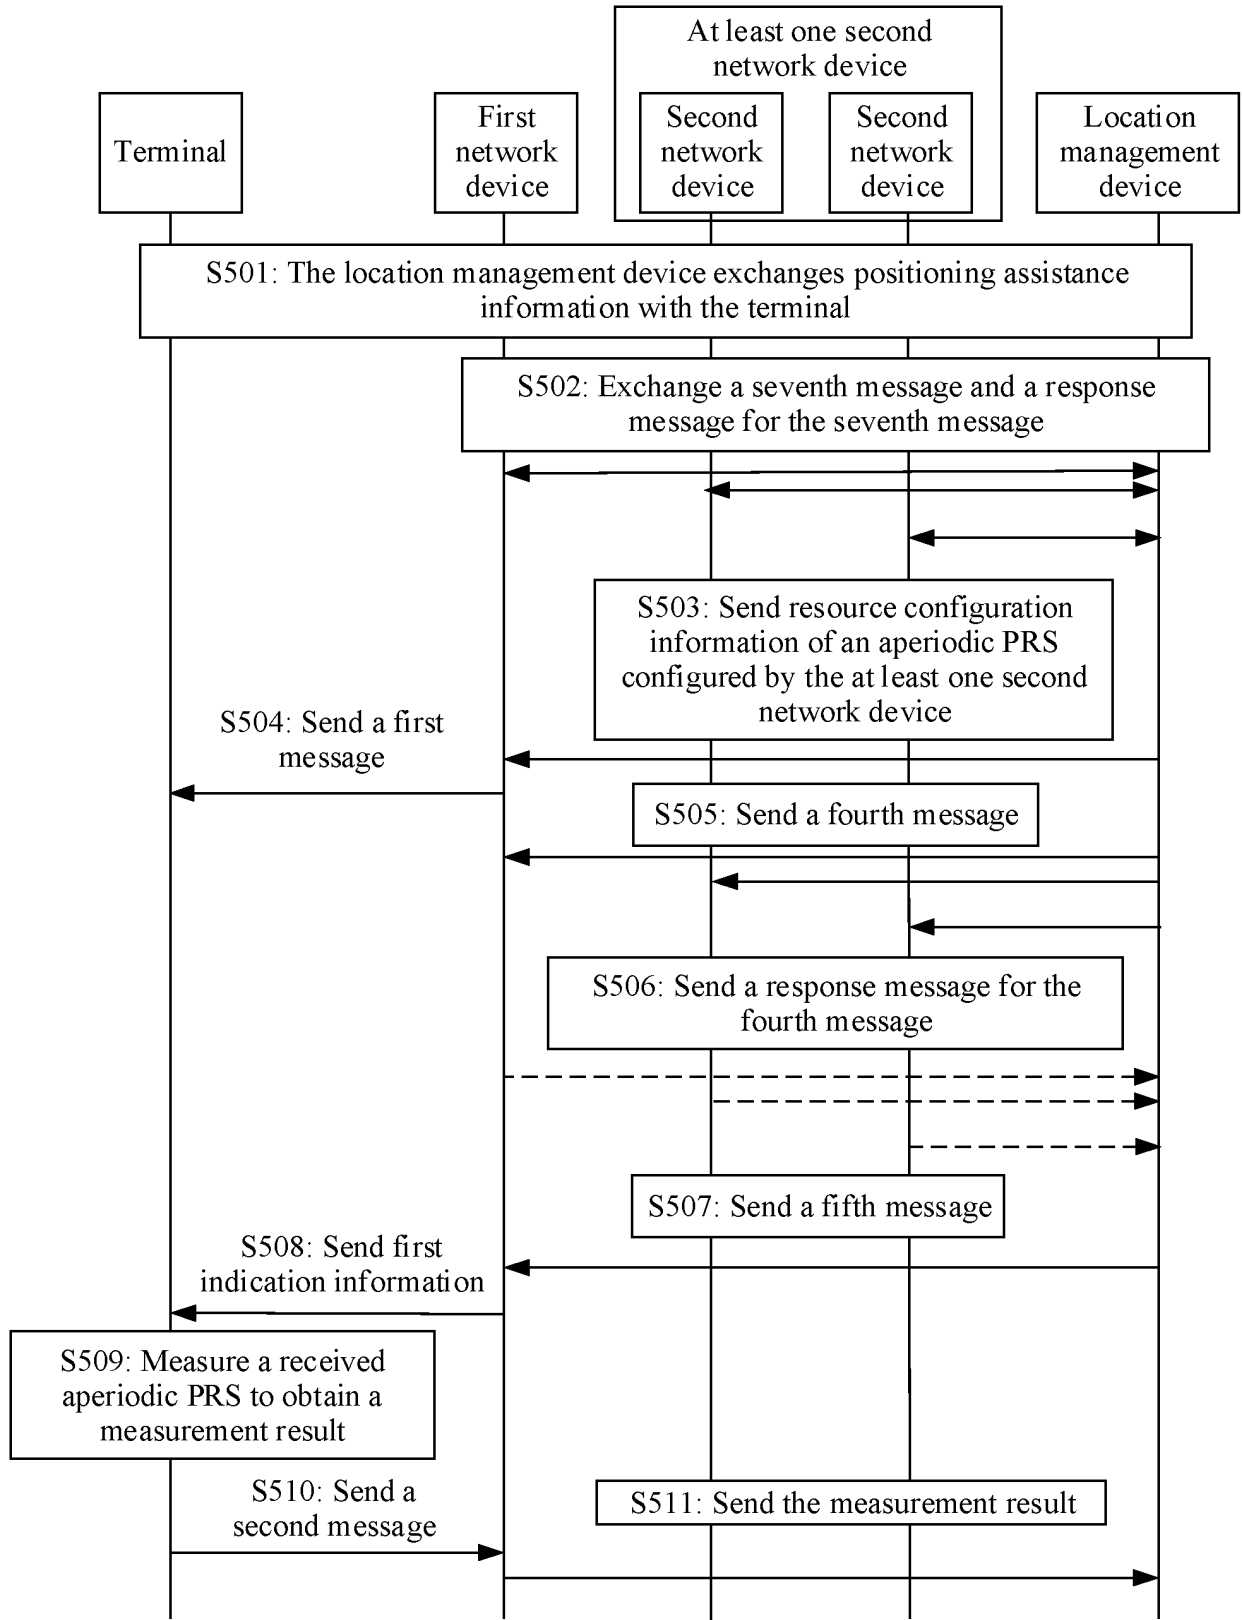 At least one second
network device
Terminal
First
network
device
Second
network
device
Second
network
device
Location
management
device
S501: The location management device exchanges positioning assistance
information with the terminal
S502: Exchange a seventh message and a response
message for the seventh message
S503: Send resource configuration
information of an aperiodic PRS
configured by the at least one second
network device
S504: Send a first
message
S505: Send a fourth message
S506: Send a response message for the
fourth message
S507: Send a fifth message
S508: Send first
indication information
S509: Measure a received
aperiodic PRS to obtain a
measurement result
S510: Send a
second message
S511: Send the measurement result